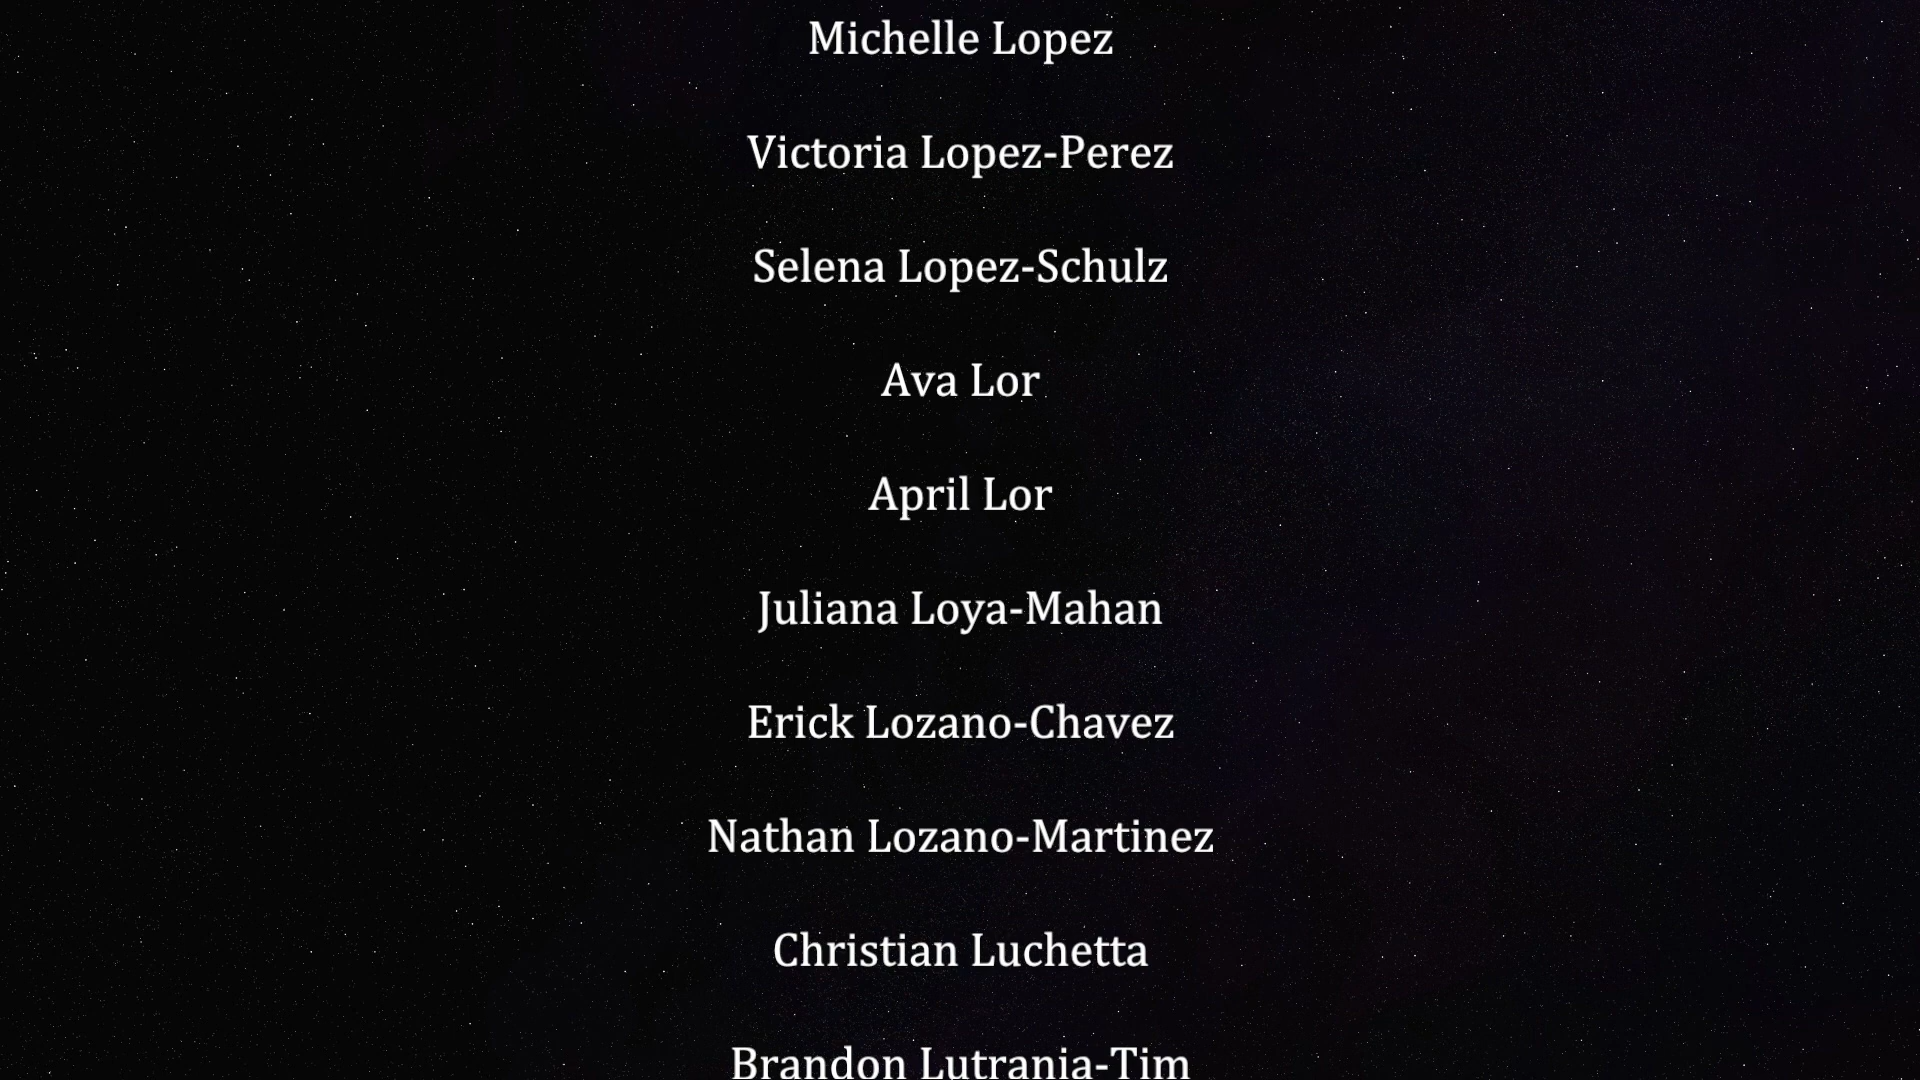 Michelle Lopez
Victoria Lopez-Perez
Selena Lopez-Schulz
Ava Lor
April Lor
Juliana Loya-Mahan
Erick Lozano-Chavez
Nathan Lozano-Martinez
Christian Luchetta
Brandon Lutrania-Tim